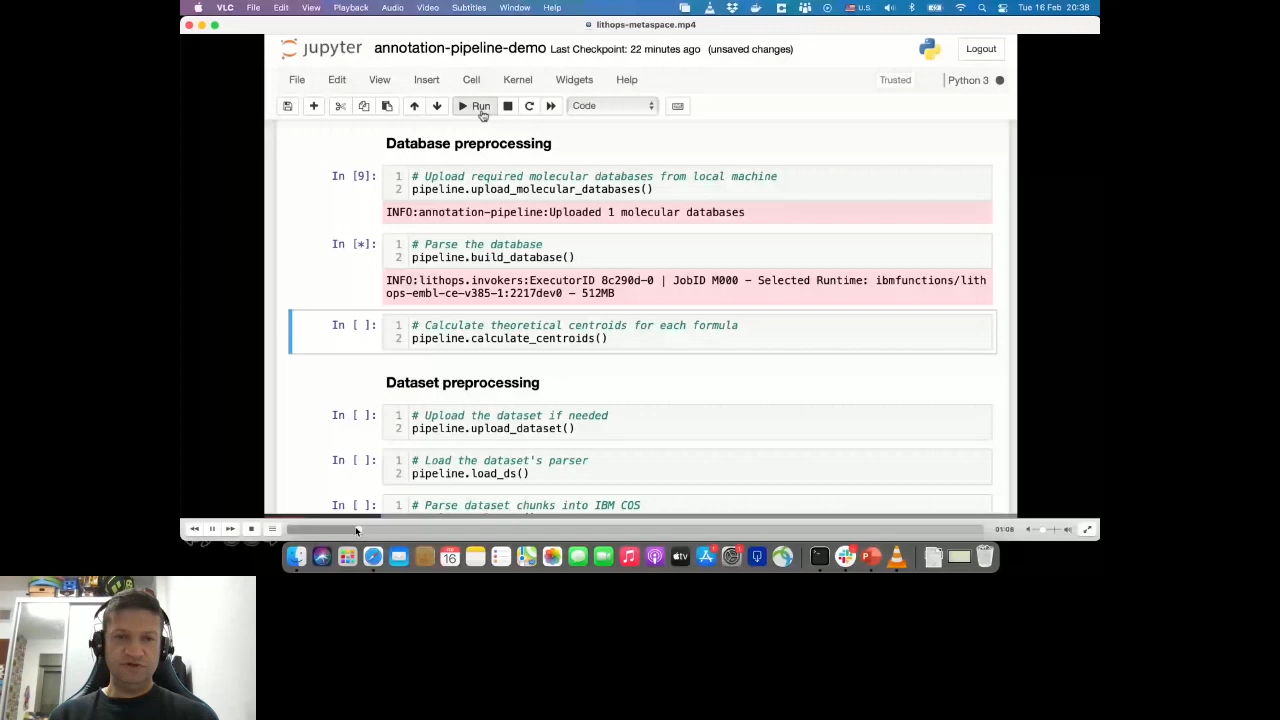 VLC File Edit View Playback Audio Video Subtitles Window Help U.S. Tue 16 Feb 20:38
lithops-metaspace.mp4
jupyter annotation-pipeline-demo Last Checkpoint: 22 minutes ago (unsaved changes) Logout
File Edit View Insert Cell Kernel Widgets Help Trusted Python 3
Run Code
Database preprocessing
In [9]: 1 # Upload required molecular databases from local machine
2 pipeline.upload_molecular_databases()
INFO:annotation-pipeline:Uploaded 1 molecular databases
In [*]: 1 # Parse the database
2 pipeline.build_database()
INFO:lithops.invokers:ExecutorID 8c290d-0 | JobID M000 - Selected Runtime: ibmfunctions/lith
ops-embl-ce-v385-1:2217dev0 - 512MB
In [ ]: 1 # Calculate theoretical centroids for each formula
2 pipeline.calculate_centroids()
Dataset preprocessing
In [ ]: 1 # Upload the dataset if needed
2 pipeline.upload_dataset()
In [ ]: 1 # Load the dataset's parser
2 pipeline.load_ds()
In [ ]: 1 # Parse dataset chunks into IBM COS
01:06
16
tv